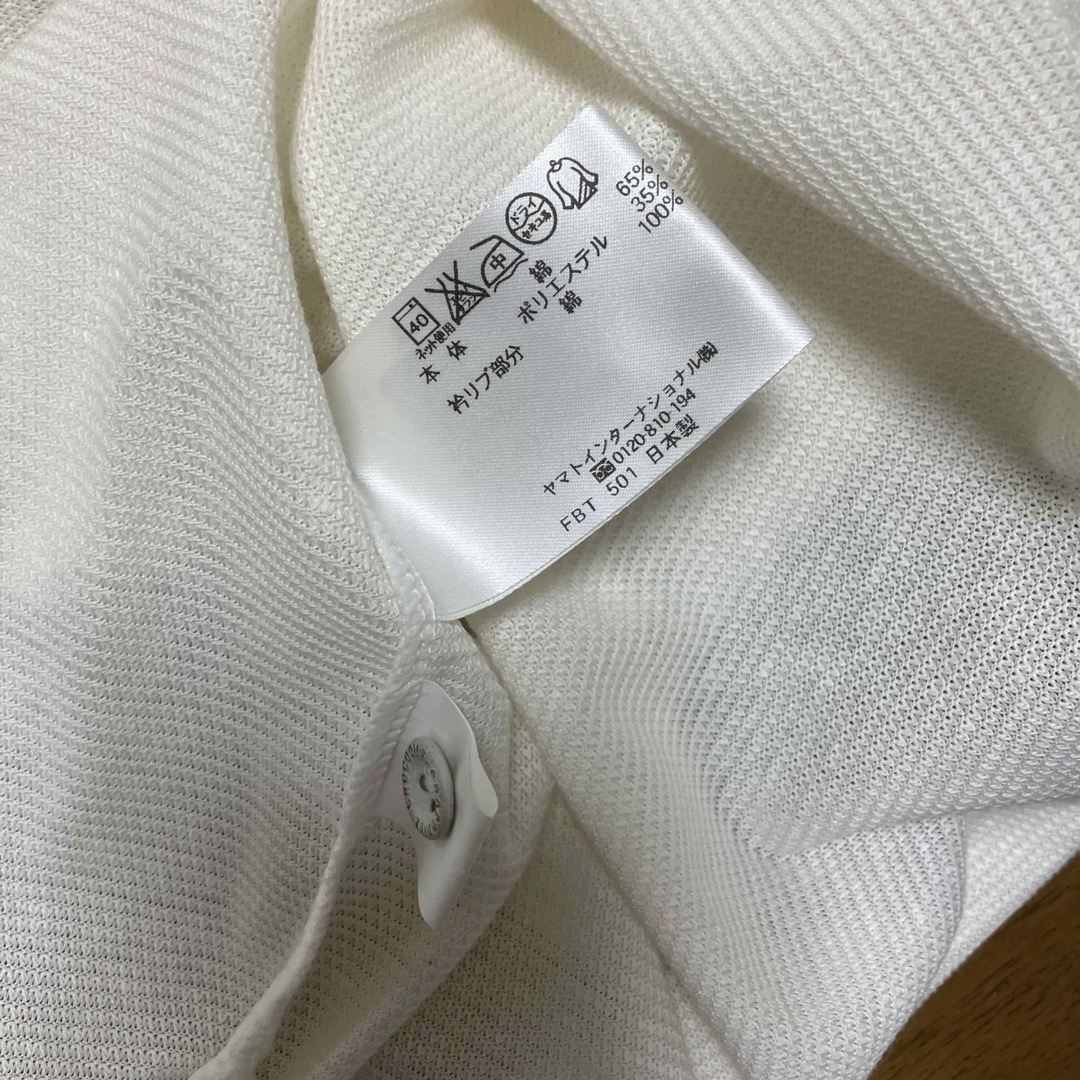 40
ネット使用
中
ドライ
セキユ系
本体 綿 65%
ポリエステル 35%
衿リブ部分 綿 100%
ヤマトインターナショナル㈱
0120-810-194
FBT 501 日本製